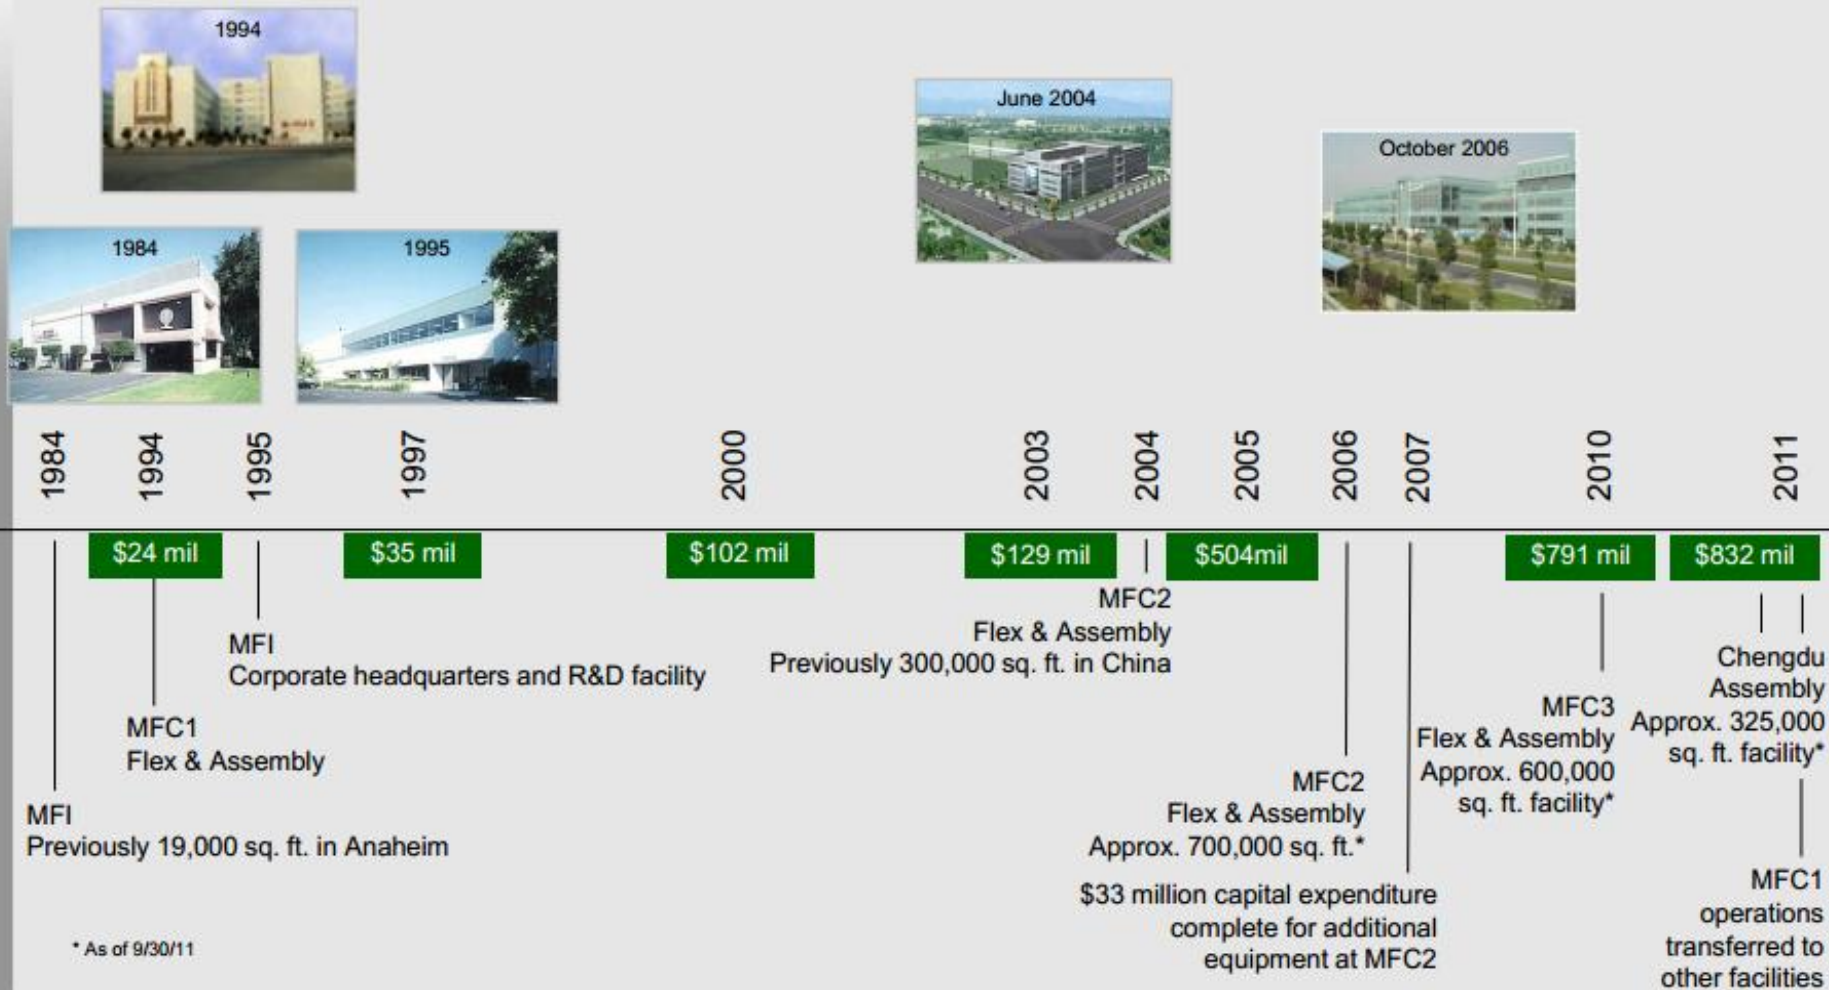 1994
June 2004
October 2006
1984
1995
1984
1994
1995
1997
2000
2003
2004
2005
2006
2007
2010
2011
$24 mil
$35 mil
$102 mil
$129 mil
$504mil
$791 mil
$832 mil
MFI
Previously 19,000 sq. ft. in Anaheim
MFC1
Flex & Assembly
MFI
Corporate headquarters and R&D facility
MFC2
Flex & Assembly
Previously 300,000 sq. ft. in China
MFC2
Flex & Assembly
Approx. 700,000 sq. ft.*
$33 million capital expenditure
complete for additional
equipment at MFC2
MFC3
Flex & Assembly
Approx. 600,000
sq. ft. facility*
Chengdu
Assembly
Approx. 325,000
sq. ft. facility*
MFC1
operations
transferred to
other facilities
* As of 9/30/11